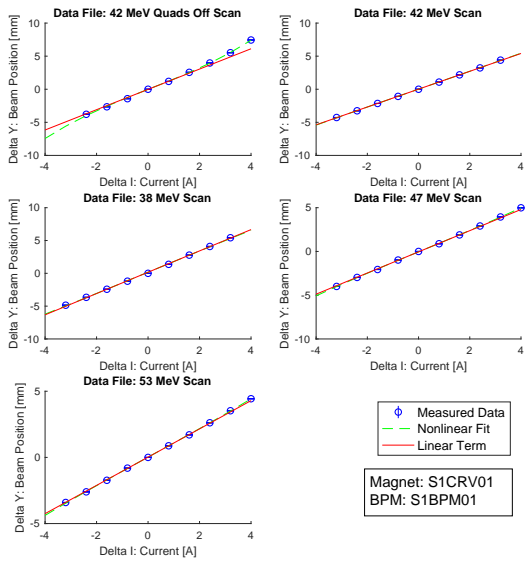 Data File: 42 MeV Quads Off Scan
Delta Y: Beam Position [mm]
10
5
0
-5
-10
-4 -2 0 2 4
Delta I: Current [A]
Data File: 42 MeV Scan
Delta Y: Beam Position [mm]
10
5
0
-5
-10
-4 -2 0 2 4
Delta I: Current [A]
Data File: 38 MeV Scan
Delta Y: Beam Position [mm]
10
5
0
-5
-10
-4 -2 0 2 4
Delta I: Current [A]
Data File: 47 MeV Scan
Delta Y: Beam Position [mm]
5
0
-5
-4 -2 0 2 4
Delta I: Current [A]
Data File: 53 MeV Scan
Delta Y: Beam Position [mm]
5
0
-5
-4 -2 0 2 4
Delta I: Current [A]
Measured Data
Nonlinear Fit
Linear Term
Magnet: S1CRV01
BPM: S1BPM01